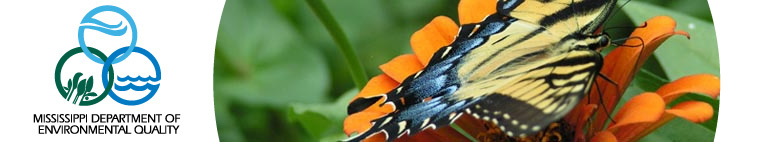 MISSISSIPPI DEPARTMENT OF
ENVIRONMENTAL QUALITY